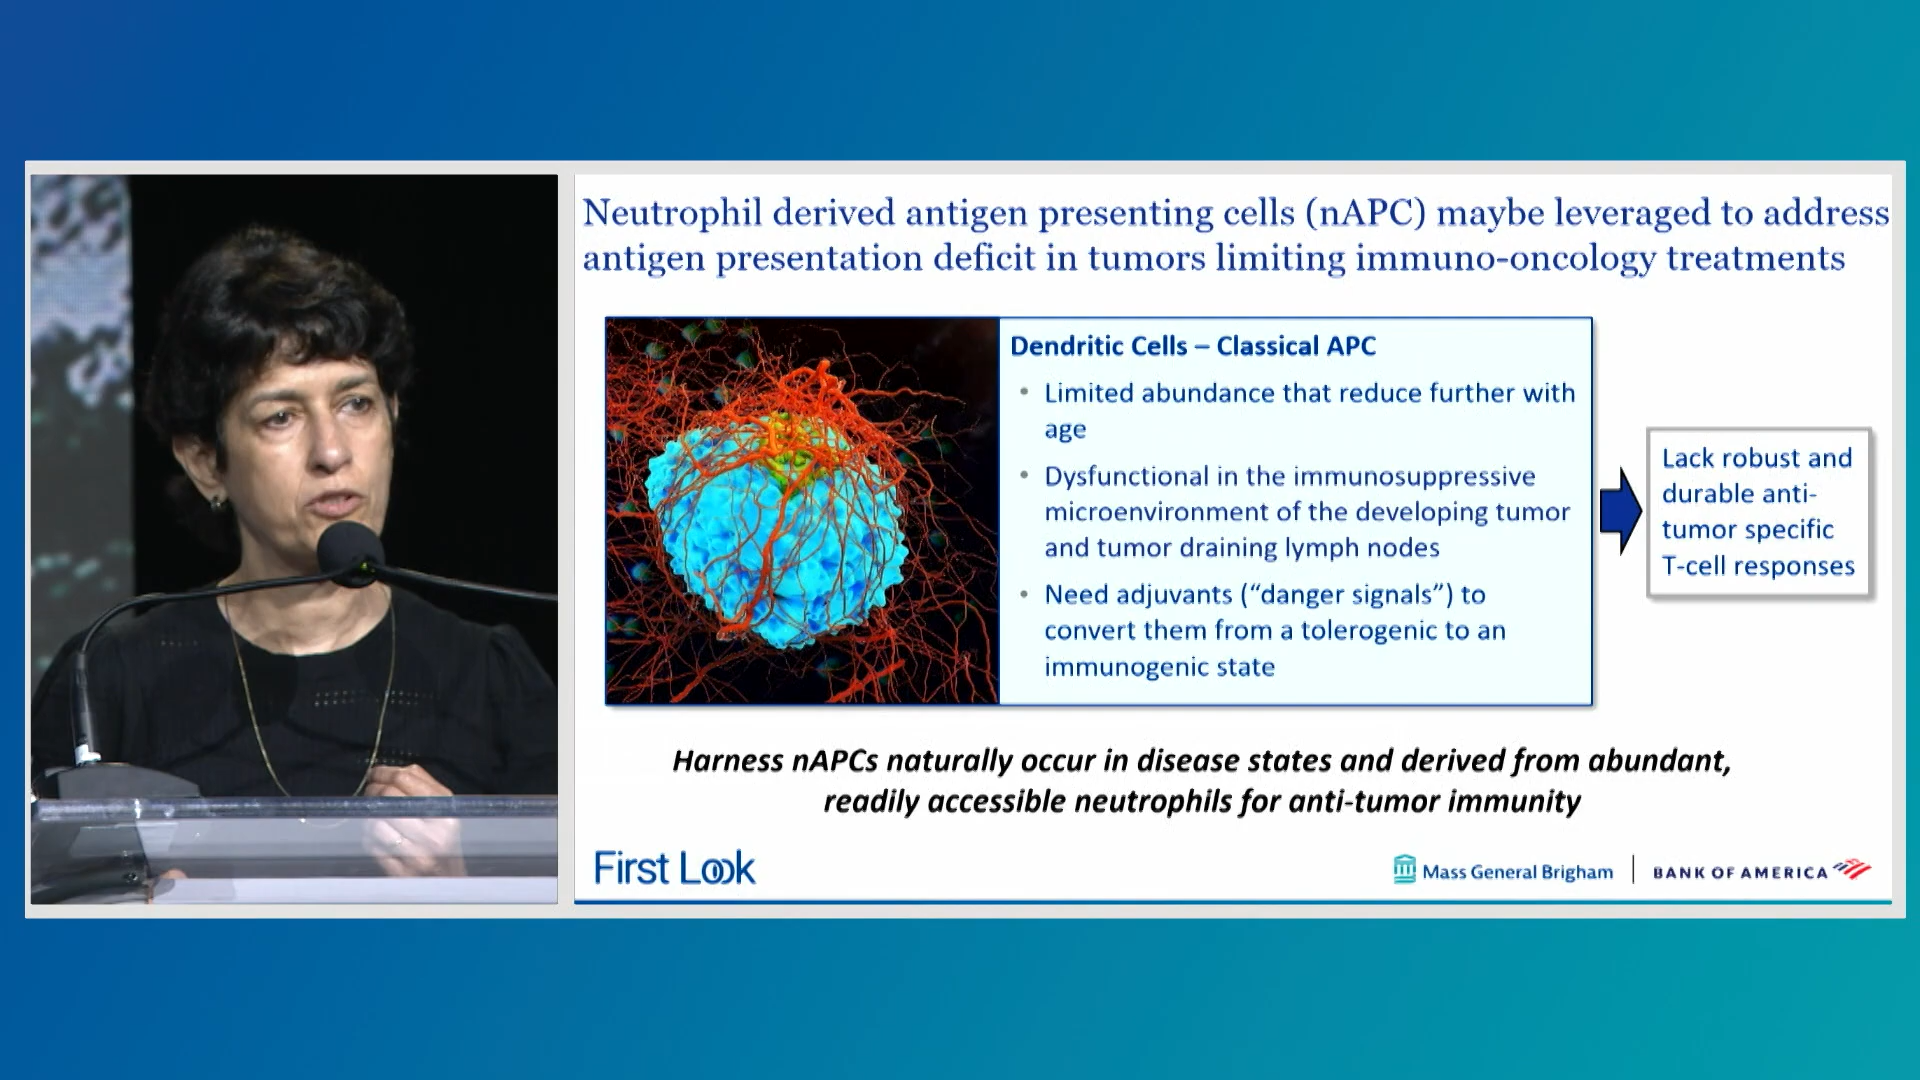 Neutrophil derived antigen presenting cells (nAPC) maybe leveraged to address
antigen presentation deficit in tumors limiting immuno-oncology treatments
Dendritic Cells – Classical APC
• Limited abundance that reduce further with
age
• Dysfunctional in the immunosuppressive
microenvironment of the developing tumor
and tumor draining lymph nodes
• Need adjuvants (“danger signals”) to
convert them from a tolerogenic to an
immunogenic state
Lack robust and
durable anti-
tumor specific
T-cell responses
Harness nAPCs naturally occur in disease states and derived from abundant,
readily accessible neutrophils for anti-tumor immunity
First Look
Mass General Brigham
BANK OF AMERICA